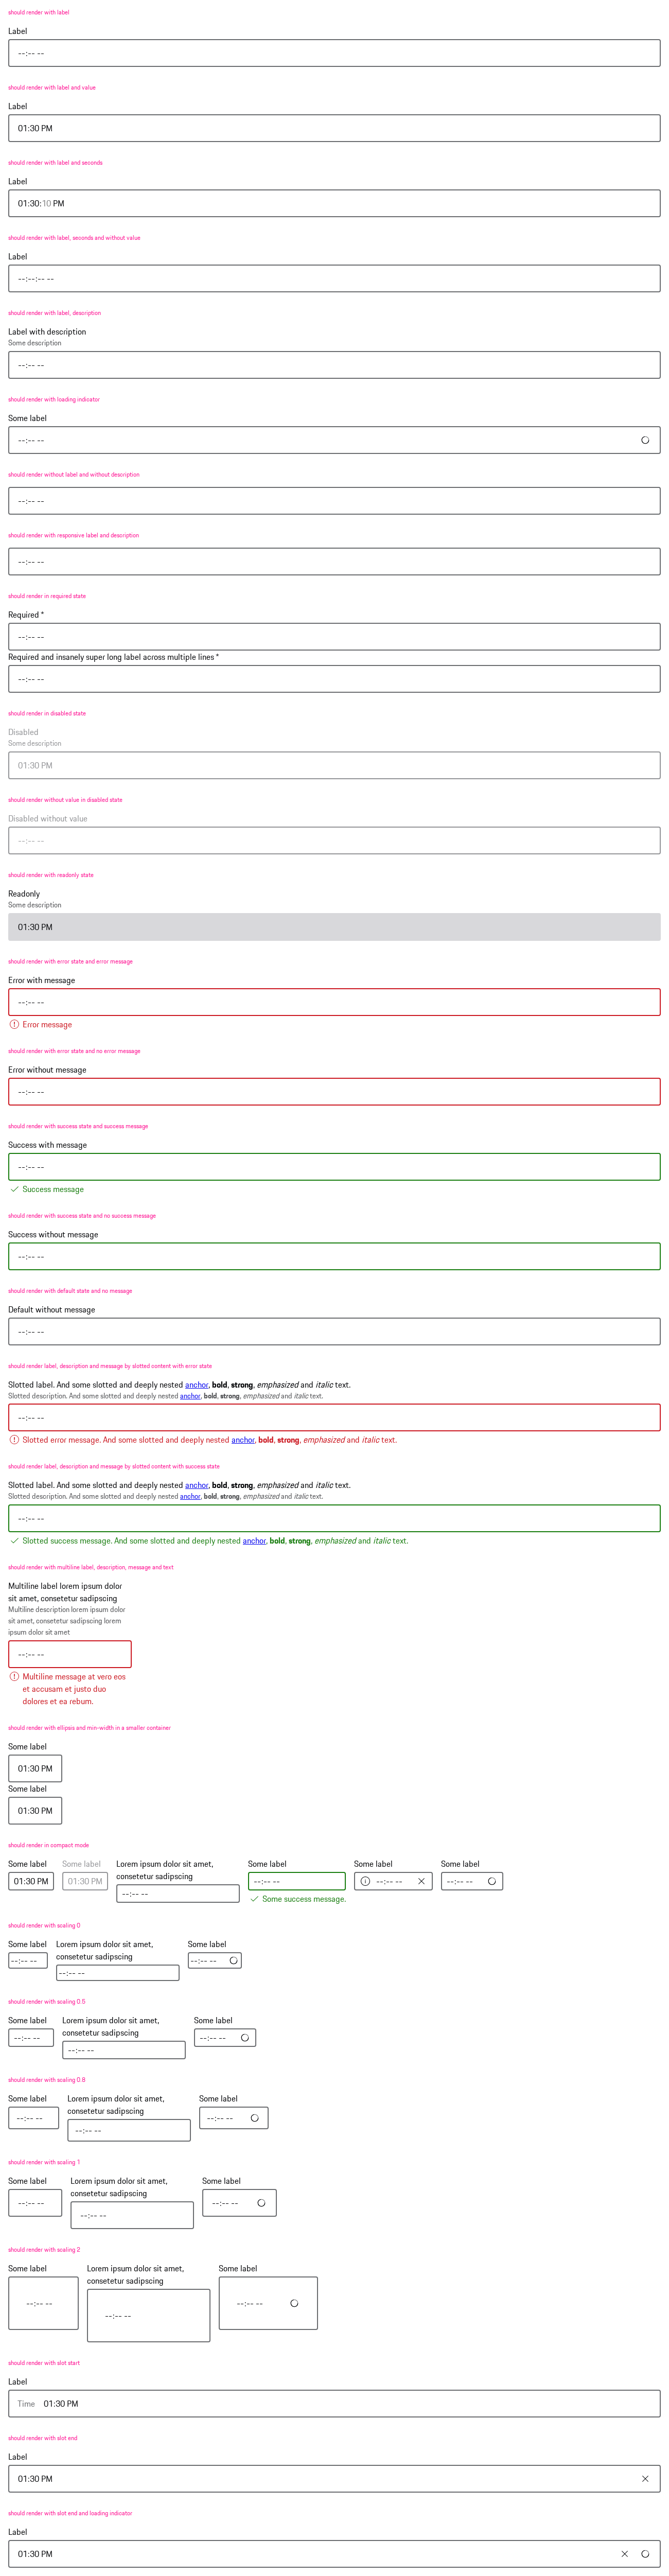 should render with label
Label
--:-- --
should render with label and value
Label
01:30 PM
should render with label and seconds
Label
01:30:10 PM
should render with label, seconds and without value
Label
--:--:-- --
should render with label, description
Label with description
Some description
--:-- --
should render with loading indicator
Some label
--:-- --
should render without label and without description
--:-- --
should render with responsive label and description
--:-- --
should render in required state
Required *
--:-- --
Required and insanely super long label across multiple lines *
--:-- --
should render in disabled state
Disabled
Some description
01:30 PM
should render without value in disabled state
Disabled without value
--:-- --
should render with readonly state
Readonly
Some description
01:30 PM
should render with error state and error message
Error with message
--:-- --
Error message
should render with error state and no error message
Error without message
--:-- --
should render with success state and success message
Success with message
--:-- --
Success message
should render with success state and no success message
Success without message
--:-- --
should render with default state and no message
Default without message
--:-- --
should render label, description and message by slotted content with error state
Slotted label. And some slotted and deeply nested anchor, bold, strong, emphasized and italic text.
Slotted description. And some slotted and deeply nested anchor, bold, strong, emphasized and italic text.
--:-- --
Slotted error message. And some slotted and deeply nested anchor, bold, strong, emphasized and italic text.
should render label, description and message by slotted content with success state
Slotted label. And some slotted and deeply nested anchor, bold, strong, emphasized and italic text.
Slotted description. And some slotted and deeply nested anchor, bold, strong, emphasized and italic text.
--:-- --
Slotted success message. And some slotted and deeply nested anchor, bold, strong, emphasized and italic text.
should render with multiline label, description, message and text
Multiline label lorem ipsum dolor
sit amet, consetetur sadipscing
Multiline description lorem ipsum dolor
sit amet, consetetur sadipscing lorem
ipsum dolor sit amet
--:-- --
Multiline message at vero eos
et accusam et justo duo
dolores et ea rebum.
should render with ellipsis and min-width in a smaller container
Some label
01:30 PM
Some label
01:30 PM
should render in compact mode
Some label
01:30 PM
Some label
01:30 PM
Lorem ipsum dolor sit amet,
consetetur sadipscing
--:-- --
Some label
--:-- --
Some success message.
Some label
--:-- --
Some label
--:-- --
should render with scaling 0
Some label
--:-- --
Lorem ipsum dolor sit amet,
consetetur sadipscing
--:-- --
Some label
--:-- --
should render with scaling 0.5
Some label
--:-- --
Lorem ipsum dolor sit amet,
consetetur sadipscing
--:-- --
Some label
--:-- --
should render with scaling 0.8
Some label
--:-- --
Lorem ipsum dolor sit amet,
consetetur sadipscing
--:-- --
Some label
--:-- --
should render with scaling 1
Some label
--:-- --
Lorem ipsum dolor sit amet,
consetetur sadipscing
--:-- --
Some label
--:-- --
should render with scaling 2
Some label
--:-- --
Lorem ipsum dolor sit amet,
consetetur sadipscing
--:-- --
Some label
--:-- --
should render with slot start
Label
Time 01:30 PM
should render with slot end
Label
01:30 PM
should render with slot end and loading indicator
Label
01:30 PM